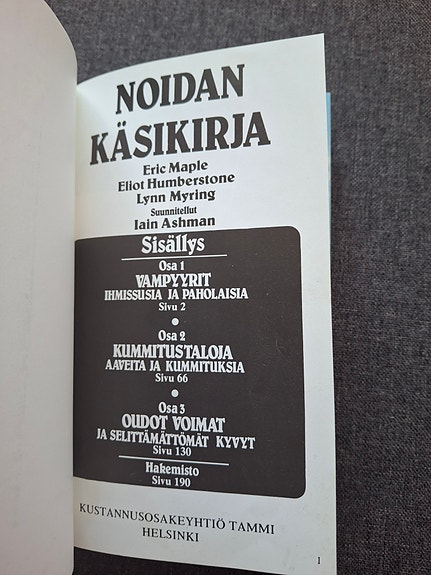 NOIDAN
KÄSIKIRJA
Eric Maple
Eliot Humberstone
Lynn Myring
Suunnitellut
Iain Ashman
Sisällys
Osa 1
VAMPYYRIT
IHMISSUSIA JA PAHOLAISIA
Sivu 2
Osa 2
KUMMITUSTALOJA
AAVEITA JA KUMMITUKSIA
Sivu 66
Osa 3
OUDOT VOIMAT
JA SELITTÄMÄTTÖMÄT KYVYT
Sivu 130
Hakemisto
Sivu 190
KUSTANNUSOSAKEYHTIÖ TAMMI
HELSINKI
1